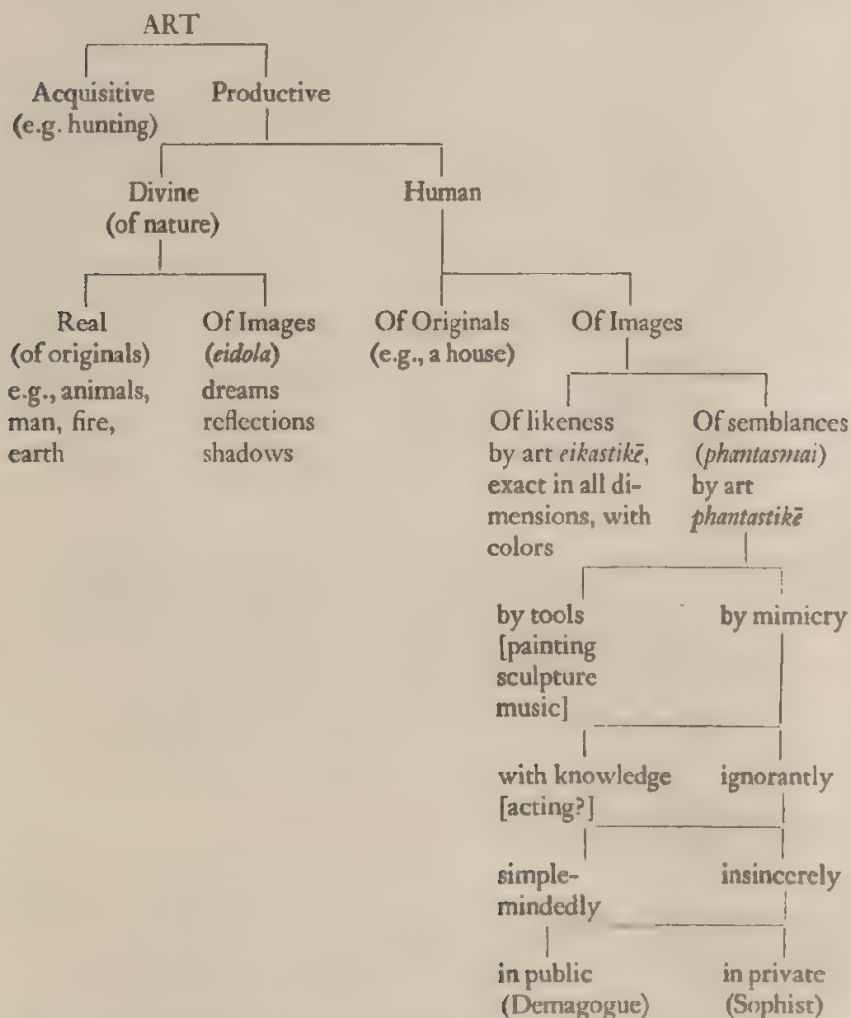 ART
Acquisitive Productive
(e.g. hunting)
Divine Human
(of nature)
Real Of Images Of Originals Of Images
(of originals) (eidola) (e.g., a house)
e.g., animals, dreams
man, fire, reflections
earth shadows
Of likeness Of semblances
by art eikastikē, (phantasmai)
exact in all di- by art
mensions, with phantastikē
colors
by tools by mimicry
[painting
sculpture
music]
with knowledge ignorantly
[acting?]
simple- insincerely
mindedly
in public in private
(Demagogue) (Sophist)